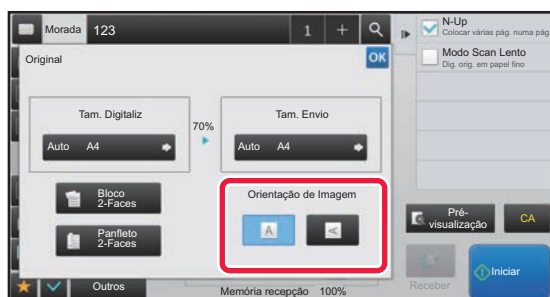 Morada 123 1 +
N-Up
Colocar várias pág. numa pág
Original
OK
Modo Scan Lento
Dig. orig. em papel fino
Tam. Digitaliz
70%
Tam. Envio
Auto A4
Auto A4
Bloco
2-Faces
Orientação de Imagem
A A
Panfleto
2-Faces
Pré-
visualização
CA
Outros
Memória recepção 100%
Receber
Iniciar